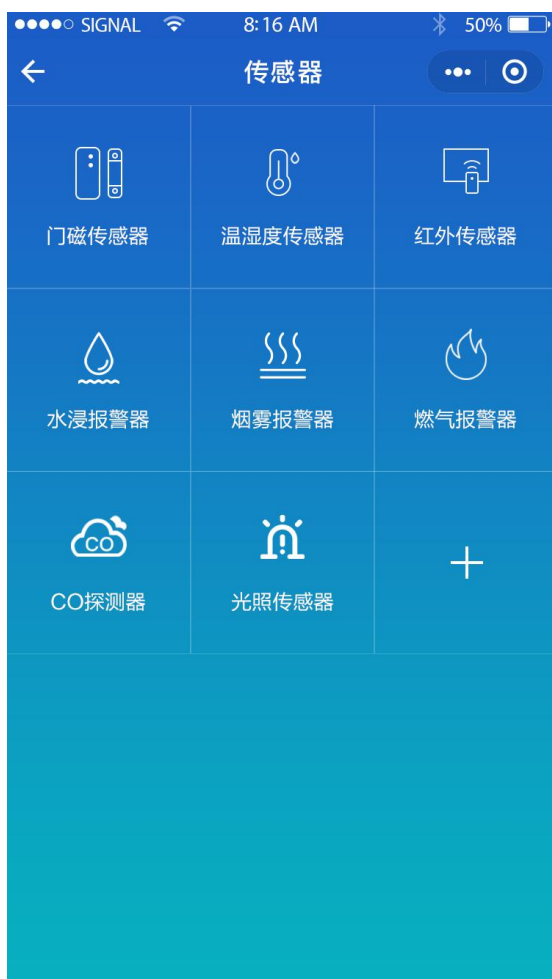 SIGNAL 8:16 AM 50%
传感器
门磁传感器 温湿度传感器 红外传感器
水浸报警器 烟雾报警器 燃气报警器
CO
CO探测器 光照传感器